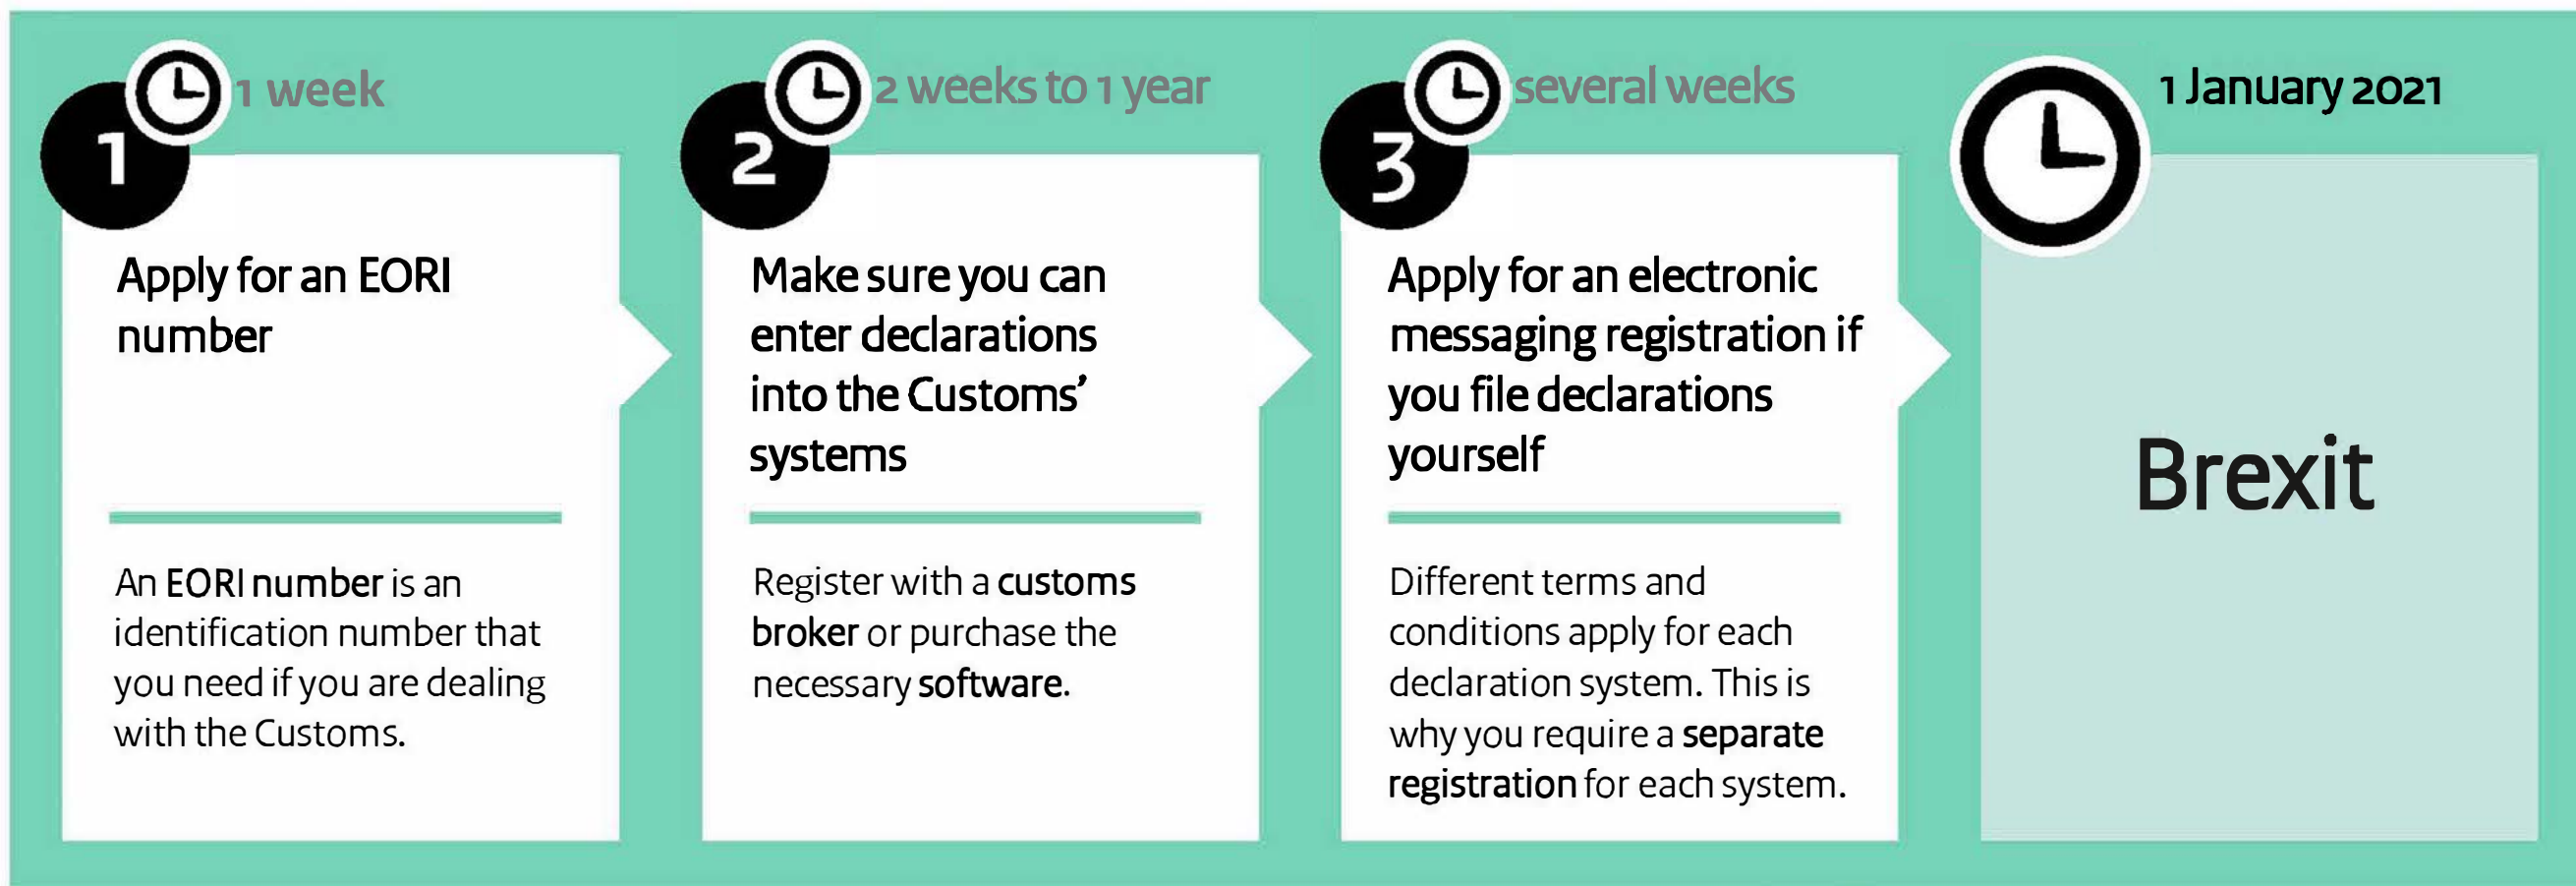 1
1 week
Apply for an EORI
number
An EORI number is an
identification number that
you need if you are dealing
with the Customs.
2
2 weeks to 1 year
Make sure you can
enter declarations
into the Customs’
systems
Register with a customs
broker or purchase the
necessary software.
3
several weeks
Apply for an electronic
messaging registration if
you file declarations
yourself
Different terms and
conditions apply for each
declaration system. This is
why you require a separate
registration for each system.
1 January 2021
Brexit